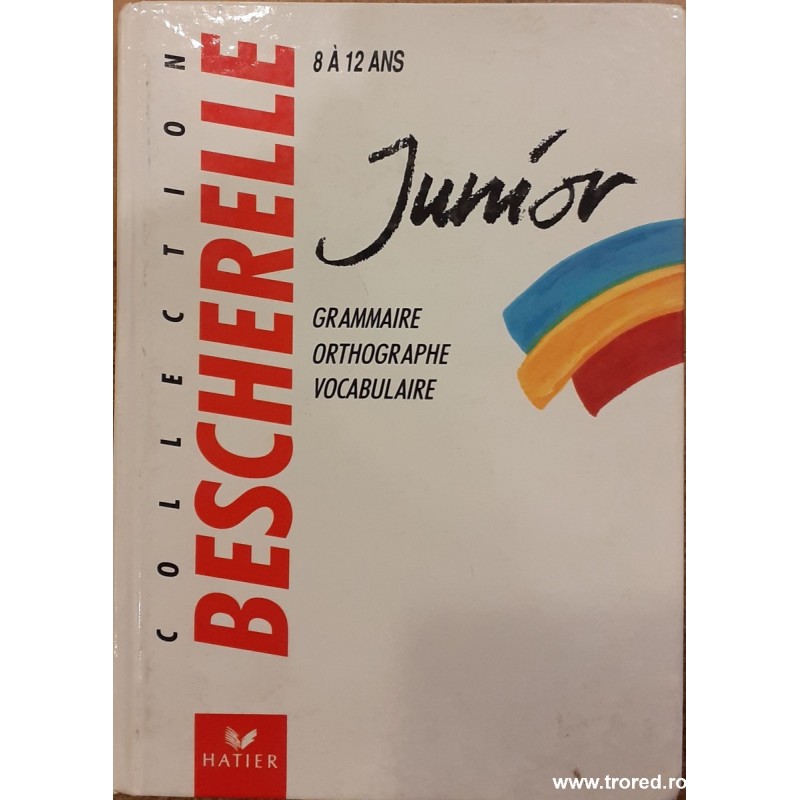 COLLECTION
BESCHERELLE
8 À 12 ANS
Junior
GRAMMAIRE
ORTHOGRAPHE
VOCABULAIRE
HATIER
www.trored.ro